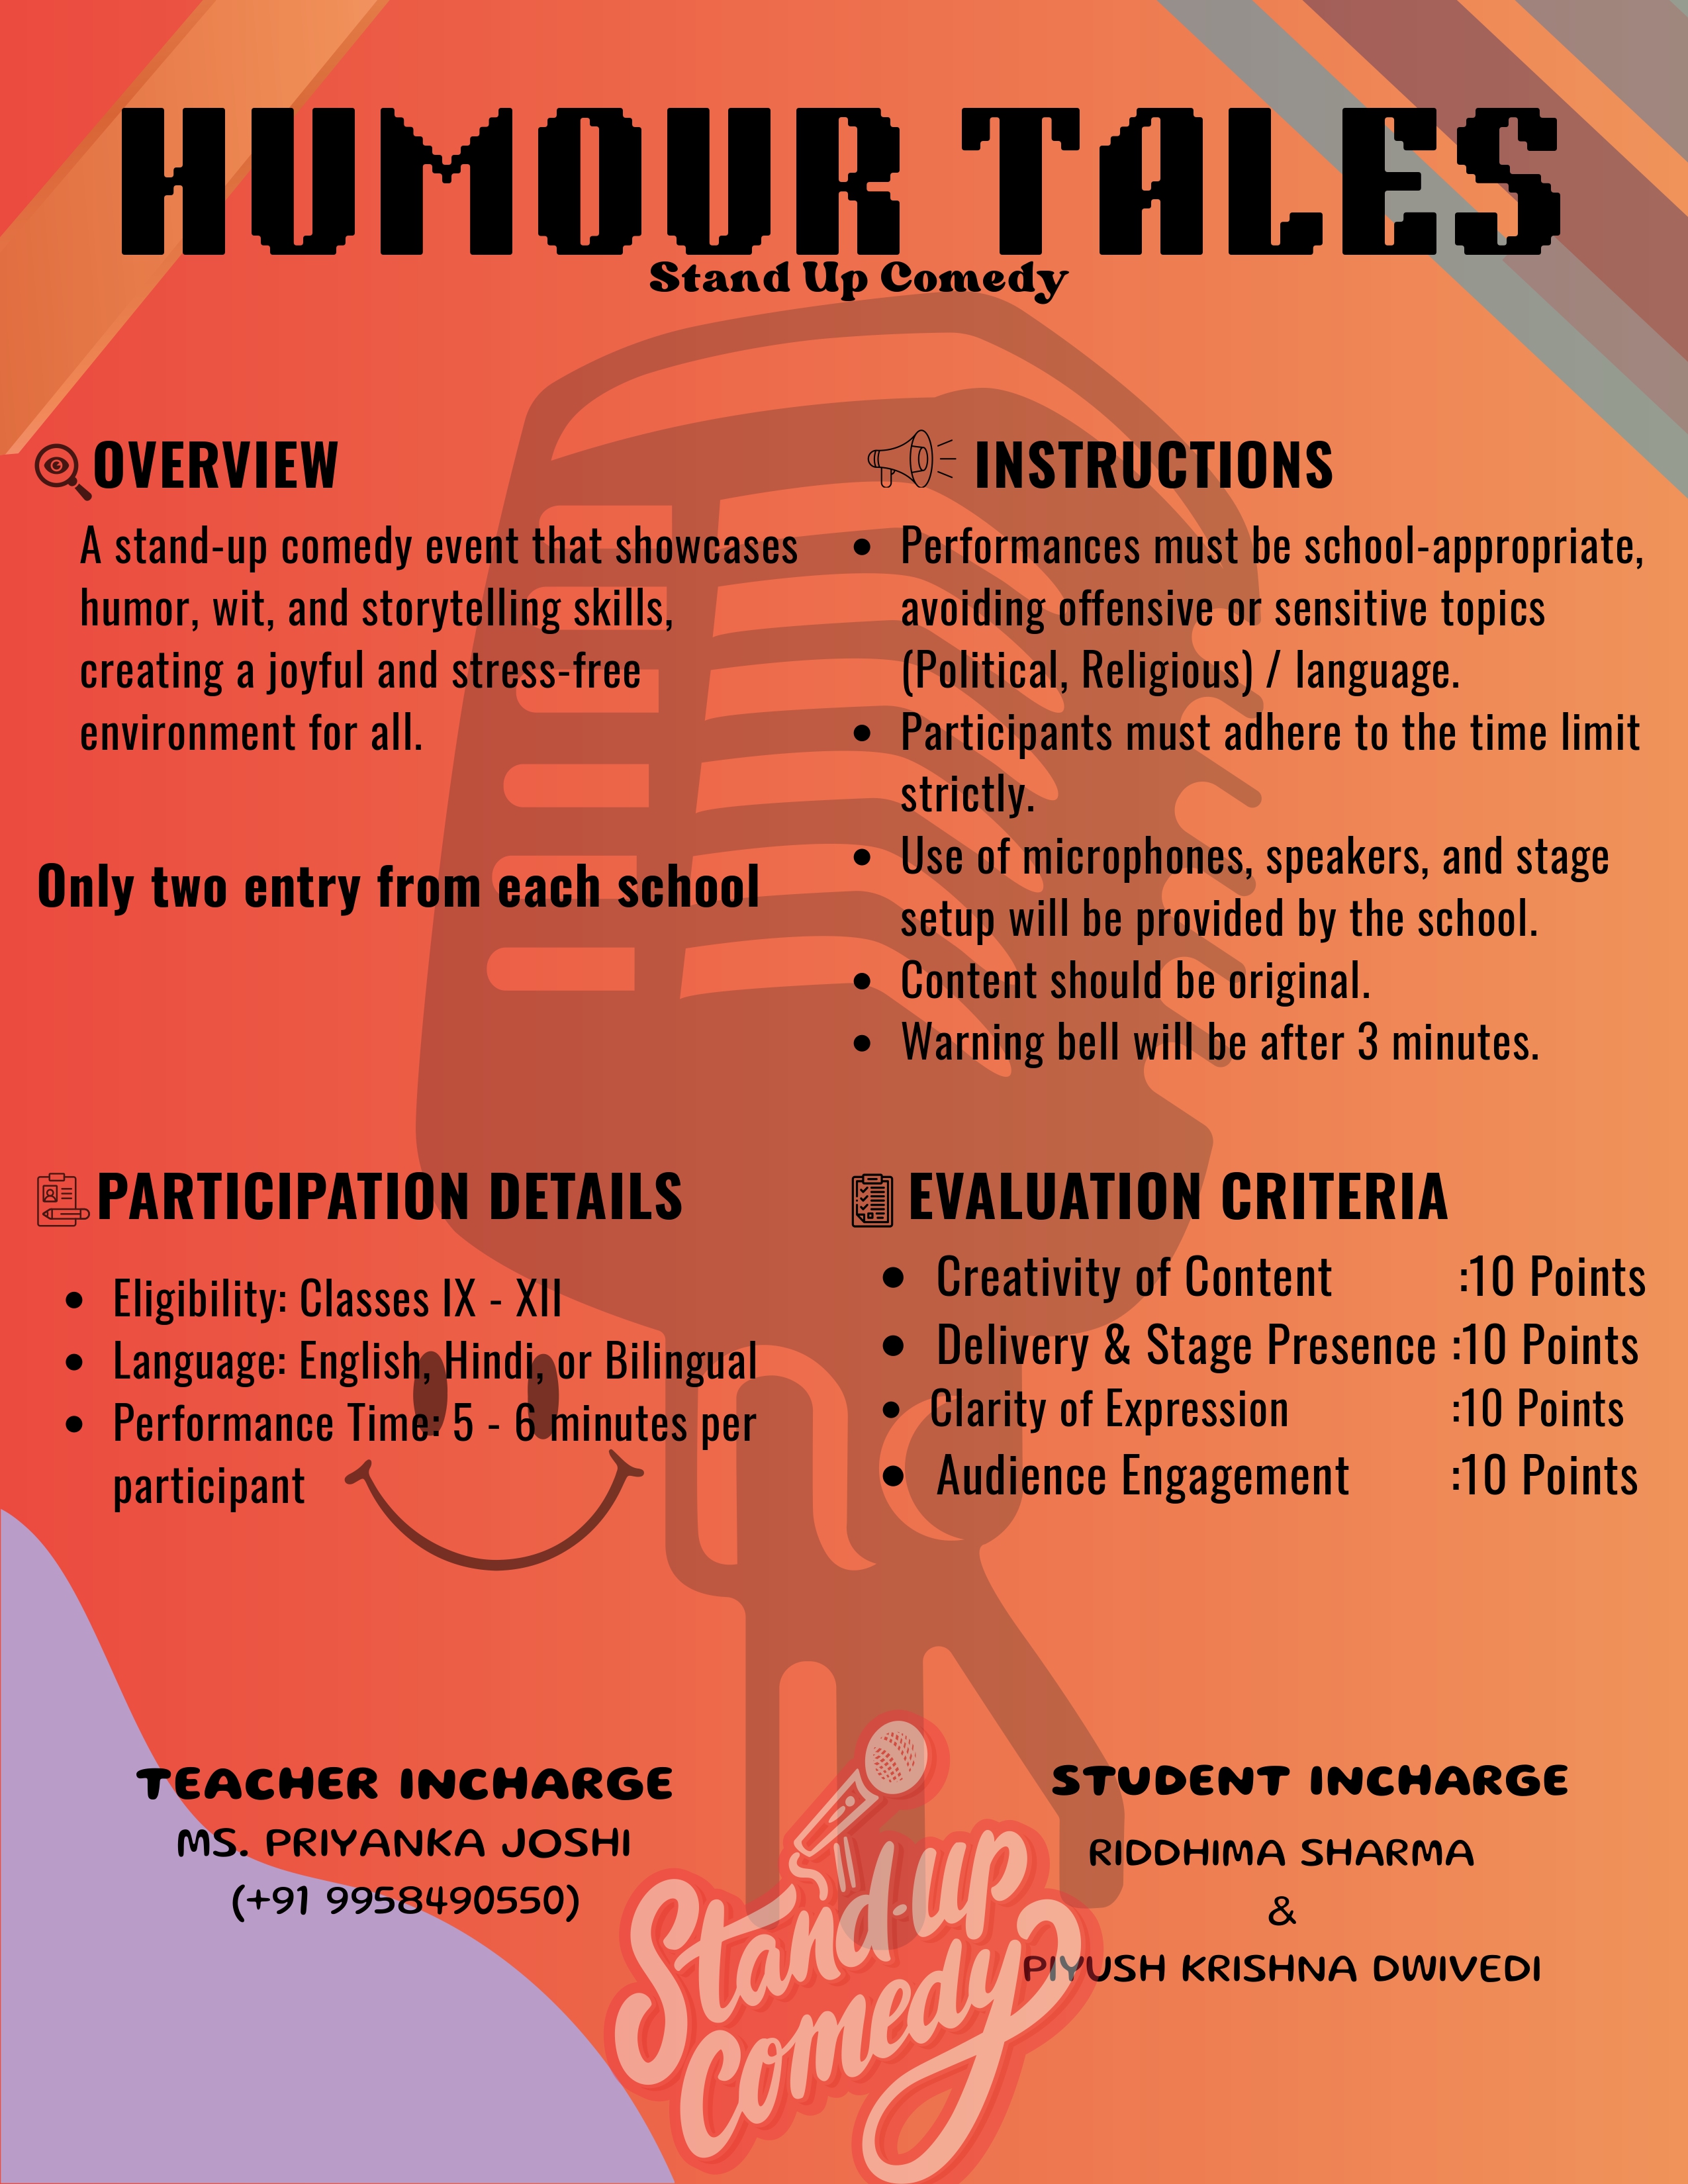 HUMOUR TALES
Stand Up Comedy
OVERVIEW
A stand-up comedy event that showcases
humor, wit, and storytelling skills,
creating a joyful and stress-free
environment for all.
Only two entry from each school
INSTRUCTIONS
• Performances must be school-appropriate,
avoiding offensive or sensitive topics
(Political, Religious) / language.
• Participants must adhere to the time limit
strictly.
• Use of microphones, speakers, and stage
setup will be provided by the school.
• Content should be original.
• Warning bell will be after 3 minutes.
PARTICIPATION DETAILS
• Eligibility: Classes IX - XII
• Language: English, Hindi, or Bilingual
• Performance Time: 5 - 6 minutes per
participant
EVALUATION CRITERIA
• Creativity of Content :10 Points
• Delivery & Stage Presence :10 Points
• Clarity of Expression :10 Points
• Audience Engagement :10 Points
TEACHER INCHARGE
MS. PRIYANKA JOSHI
(+91 9958490550)
STUDENT INCHARGE
RIDDHIMA SHARMA
&
PIYUSH KRISHNA DWIVEDI
Stand-up
Comedy